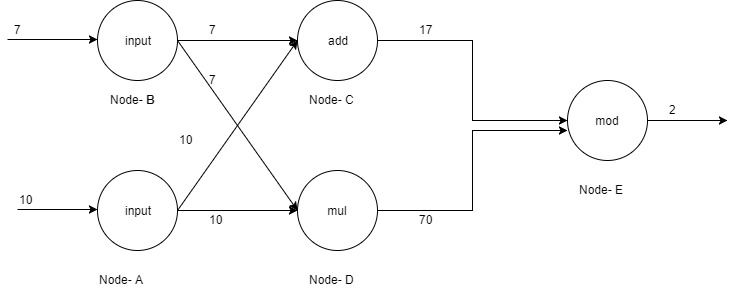 7
input
7
add
17
7
Node- B
Node- C
10
mod
2
Node- E
10
input
10
mul
70
Node- A
Node- D